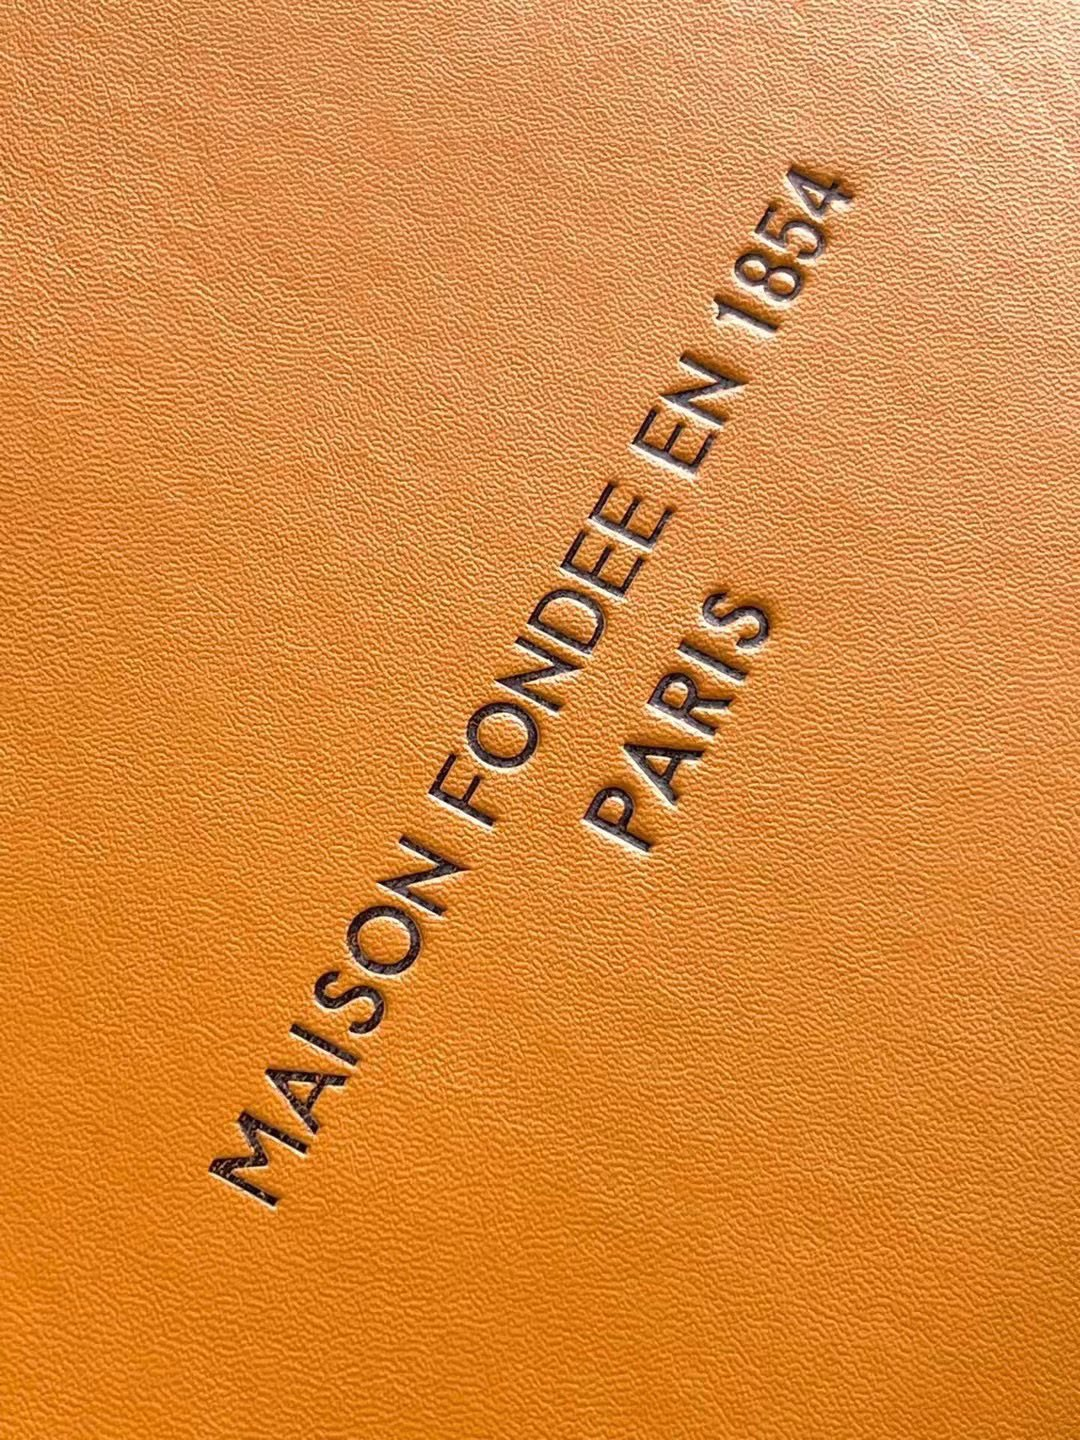 MAISON FONDEE EN 1854
PARIS